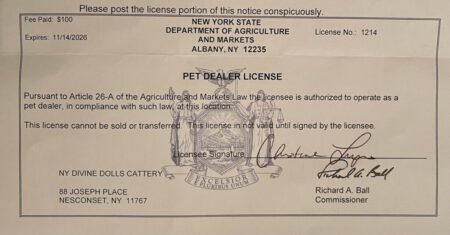 Please post the license portion of this notice conspicuously.
Fee Paid: $100
NEW YORK STATE
DEPARTMENT OF AGRICULTURE
License No.: 1214
Expires: 11/14/2026
AND MARKETS
ALBANY, NY 12235
PET DEALER LICENSE
Pursuant to Article 26-A of the Agriculture and Markets Law the licensee is authorized to operate as a
pet dealer, in compliance with such law, at this location.
This license cannot be sold or transferred. This license in not valid until signed by the licensee.
Licensee Signature
NY DIVINE DOLLS CATTERY
EXCELSIOR
E PLURIBUS UNUM
88 JOSEPH PLACE
Richard A. Ball
NESCONSET, NY 11767
Commissioner